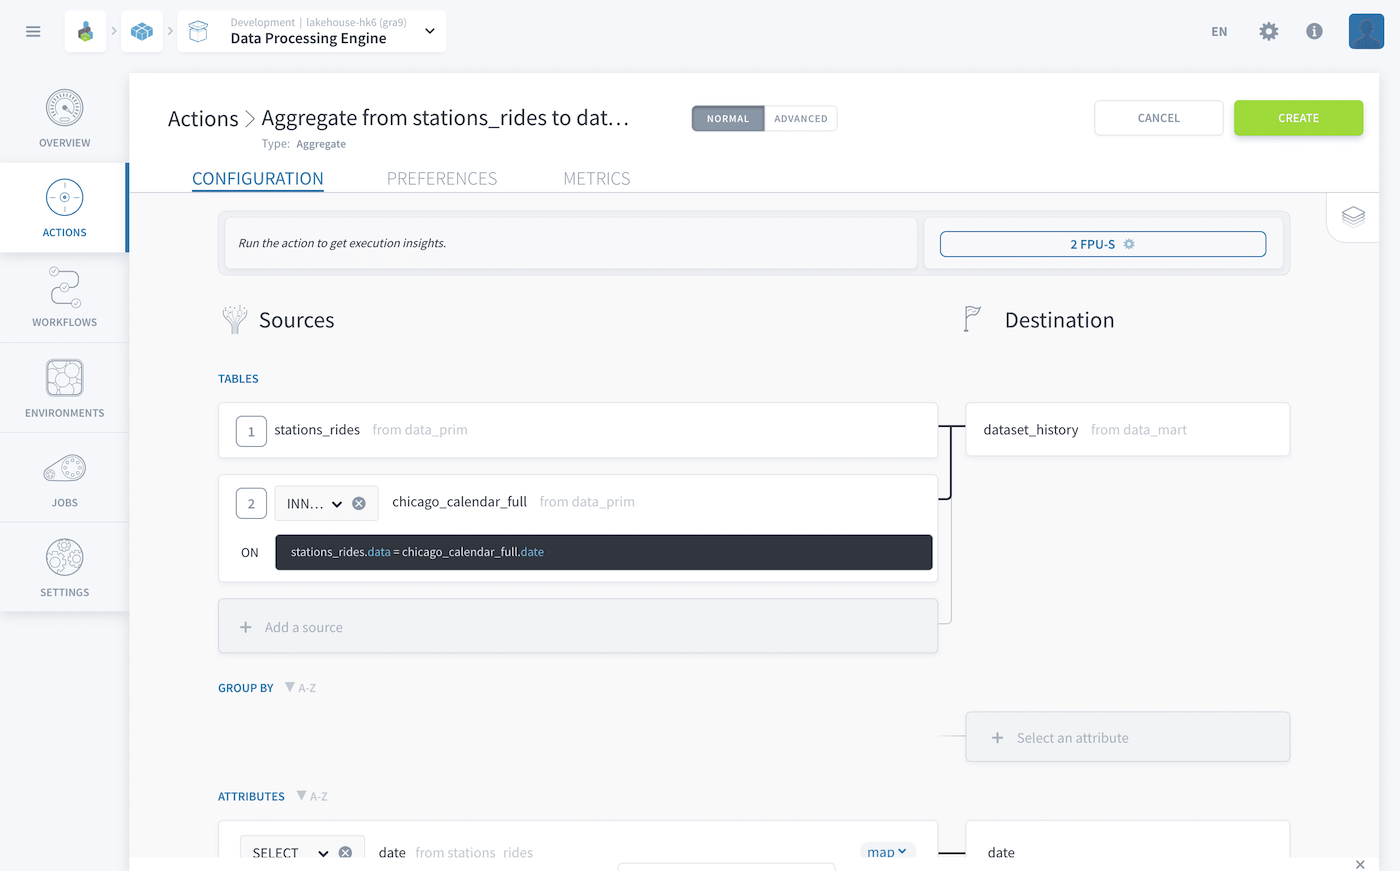 Development | lakehouse-hk6 (gra9)
Data Processing Engine
EN
OVERVIEW
ACTIONS
WORKFLOWS
ENVIRONMENTS
JOBS
SETTINGS
Actions > Aggregate from stations_rides to dat...
Type: Aggregate
NORMAL ADVANCED
CANCEL CREATE
CONFIGURATION PREFERENCES METRICS
Run the action to get execution insights.
2 FPU-S
Sources Destination
TABLES
1 stations_rides from data_prim
dataset_history from data_mart
2 INN... chicago_calendar_full from data_prim
ON stations_rides.data = chicago_calendar_full.date
+ Add a source
GROUP BY A-Z
+ Select an attribute
ATTRIBUTES A-Z
SELECT date from stations_rides map date